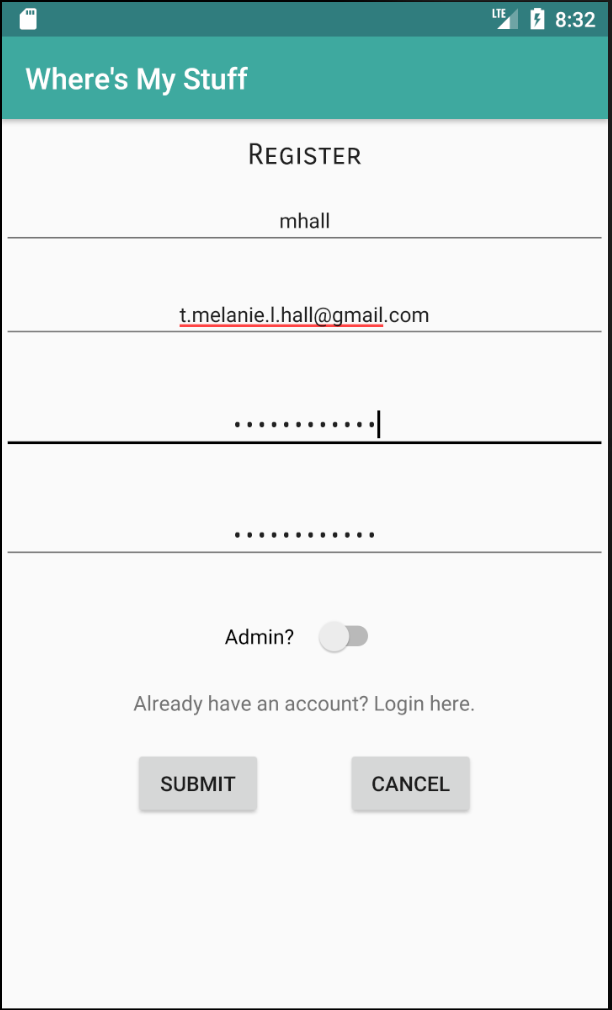 LTE 8:32
Where's My Stuff
Register
mhall
t.melanie.l.hall@gmail.com
••••••••••••
••••••••••••
Admin?
Already have an account? Login here.
SUBMIT CANCEL